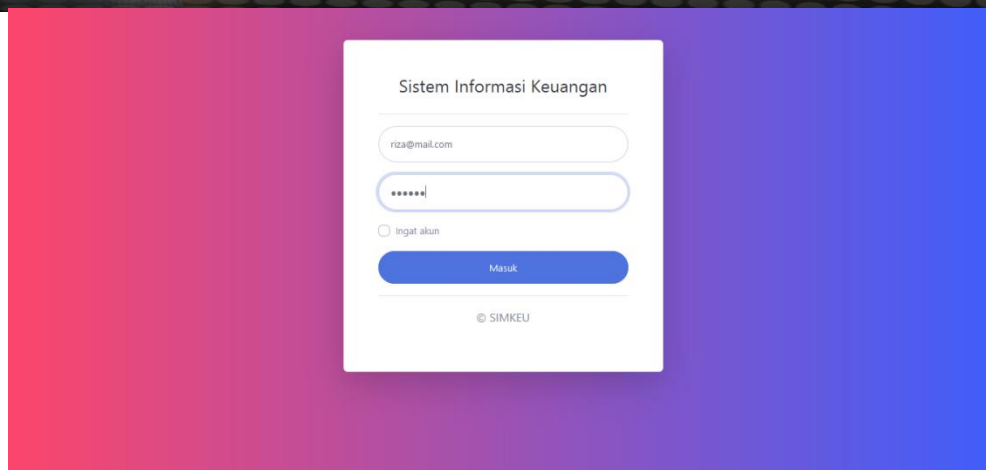 Sistem Informasi Keuangan
riza@mail.com
••••••
Ingat akun
Masuk
© SIMKEU